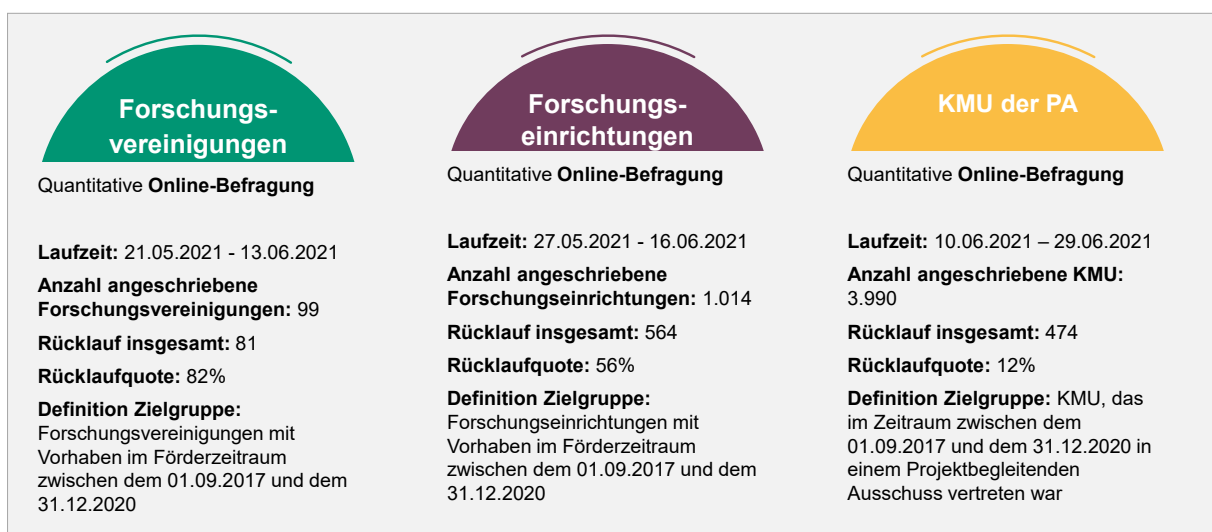 Forschungs-
vereinigungen
Quantitative Online-Befragung
Laufzeit: 21.05.2021 - 13.06.2021
Anzahl angeschriebene
Forschungsvereinigungen: 99
Rücklauf insgesamt: 81
Rücklaufquote: 82%
Definition Zielgruppe:
Forschungsvereinigungen mit
Vorhaben im Förderzeitraum
zwischen dem 01.09.2017 und dem
31.12.2020
Forschungs-
einrichtungen
Quantitative Online-Befragung
Laufzeit: 27.05.2021 - 16.06.2021
Anzahl angeschriebene
Forschungseinrichtungen: 1.014
Rücklauf insgesamt: 564
Rücklaufquote: 56%
Definition Zielgruppe:
Forschungseinrichtungen mit
Vorhaben im Förderzeitraum
zwischen dem 01.09.2017 und dem
31.12.2020
KMU der PA
Quantitative Online-Befragung
Laufzeit: 10.06.2021 – 29.06.2021
Anzahl angeschriebene KMU:
3.990
Rücklauf insgesamt: 474
Rücklaufquote: 12%
Definition Zielgruppe: KMU, das
im Zeitraum zwischen dem
01.09.2017 und dem 31.12.2020 in
einem Projektbegleitenden
Ausschuss vertreten war